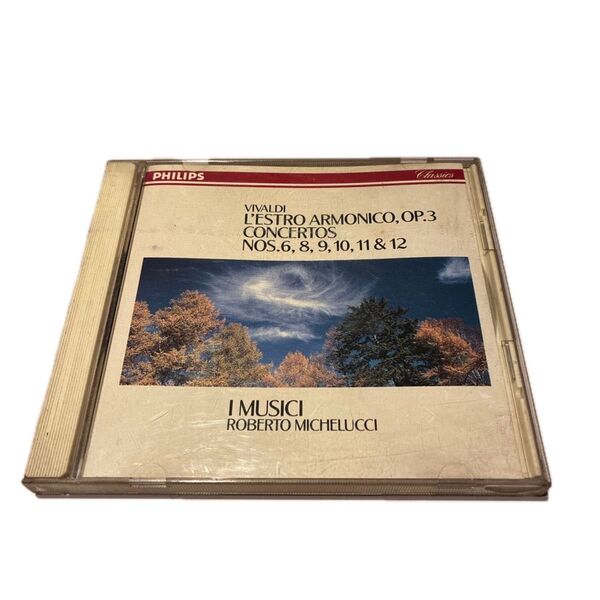 PHILIPS
Classics
VIVALDI
L'ESTRO ARMONICO, OP.3
CONCERTOS
NOS.6, 8, 9, 10, 11 & 12
I MUSICI
ROBERTO MICHELUCCI